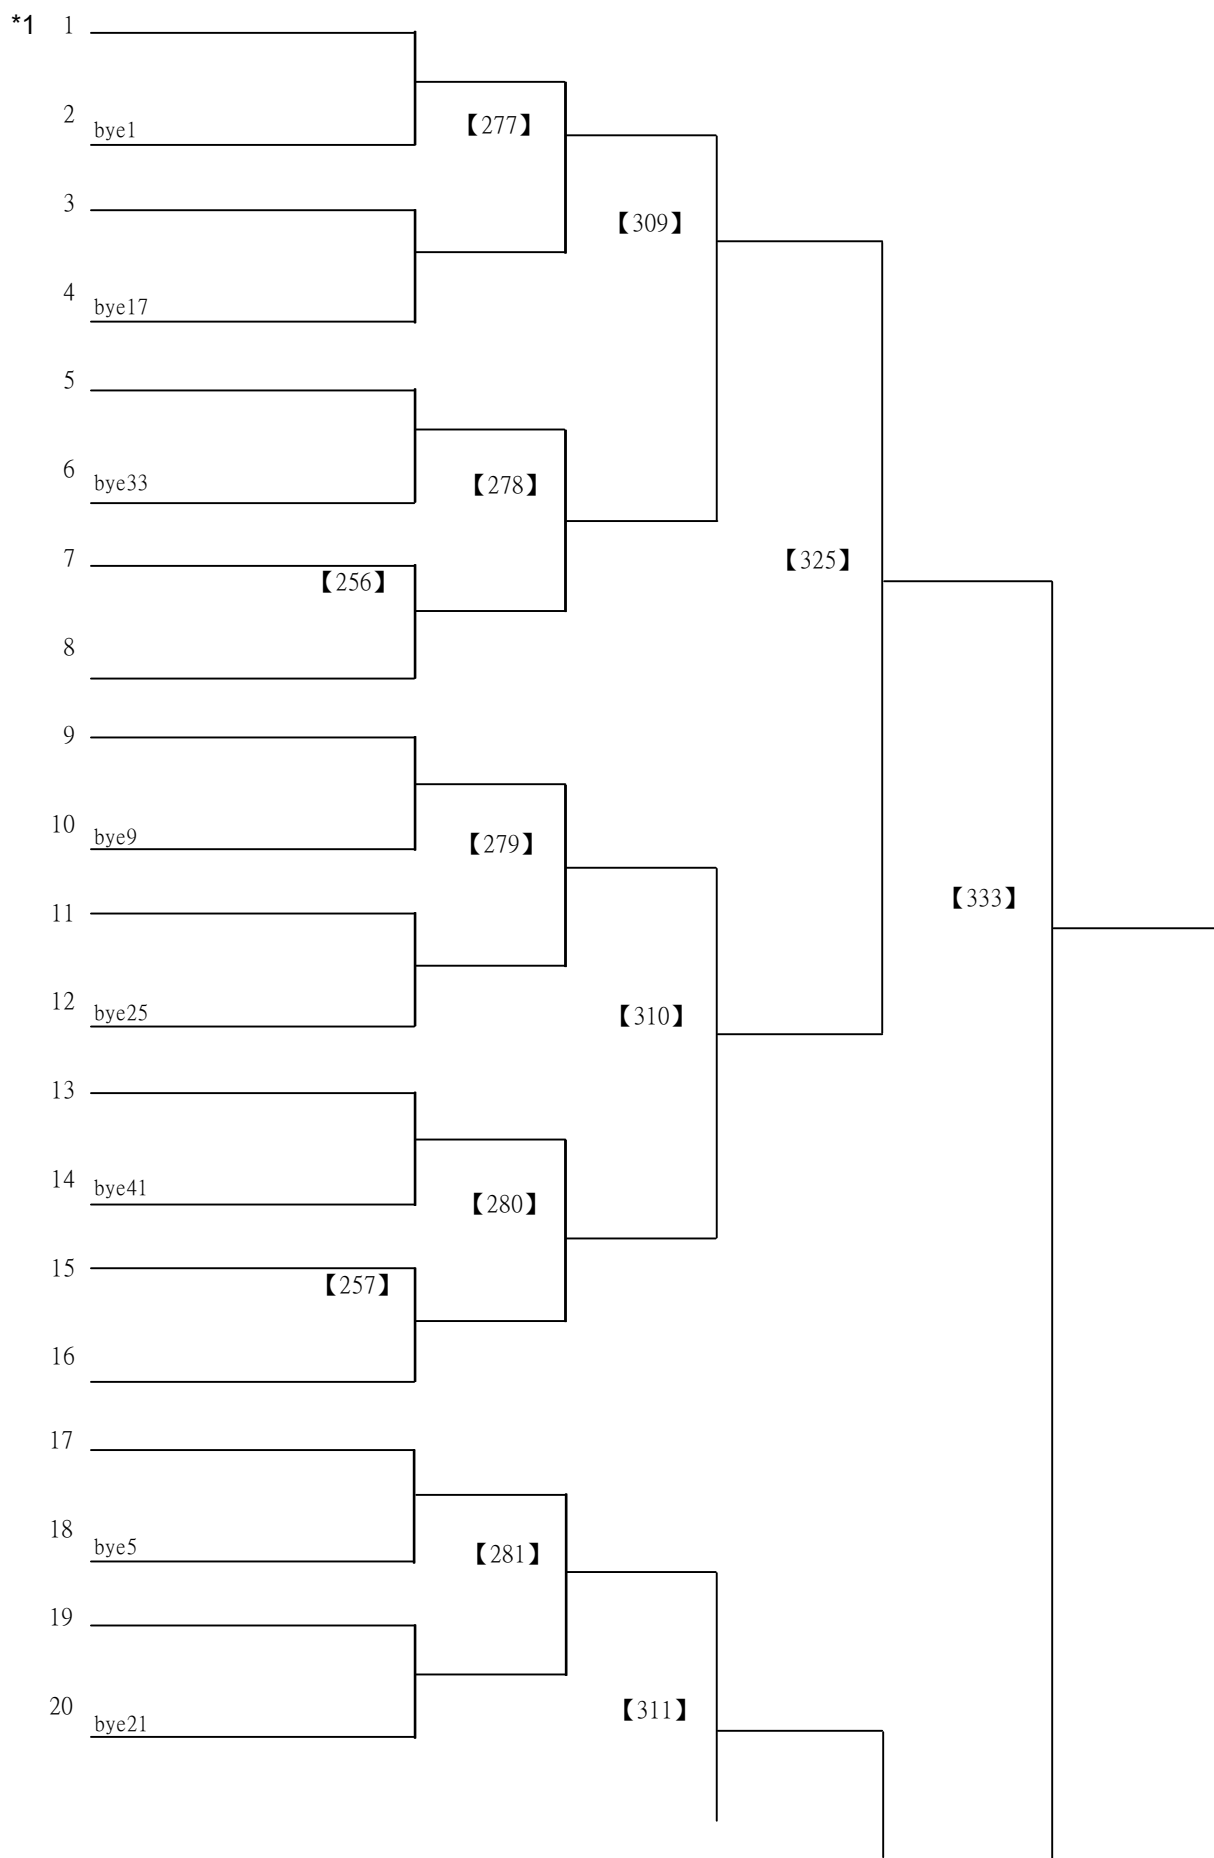 *1 1
2 bye1 【277】
3
【309】
4 bye17
5
6 bye33 【278】
7 【256】 【325】
8
9
10 bye9 【279】
11 【333】
12 bye25 【310】
13
14 bye41 【280】
15 【257】
16
17
18 bye5 【281】
19
20 bye21 【311】